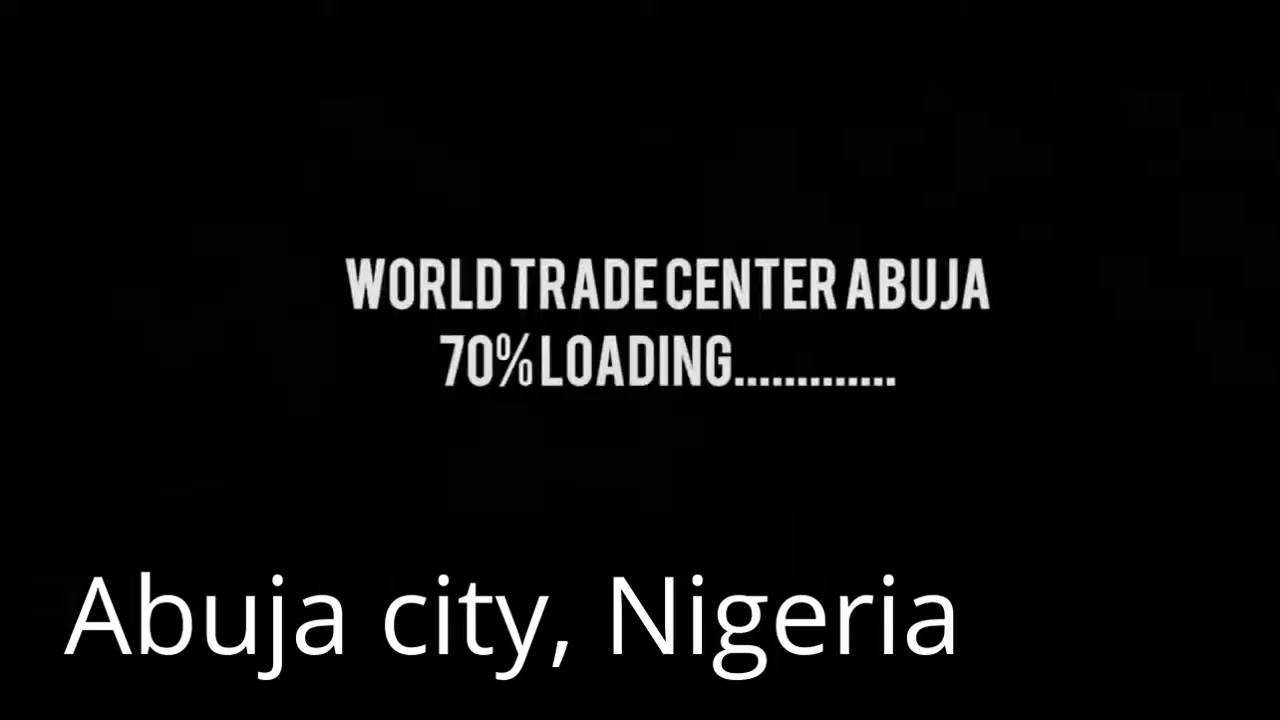 WORLD TRADE CENTER ABUJA
70% LOADING.............
Abuja city, Nigeria